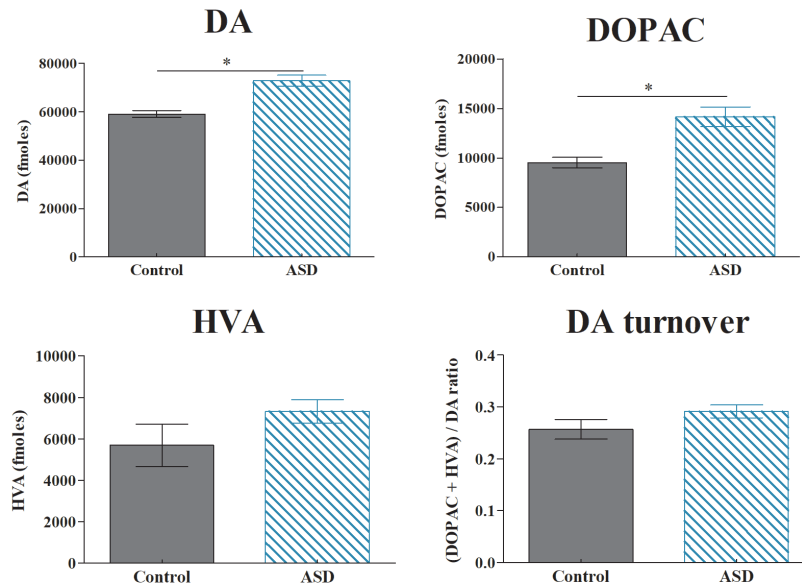 DA
DA (fmoles)
80000
60000
40000
20000
0
*
Control
ASD
DOPAC
DOPAC (fmoles)
20000
15000
10000
5000
0
*
Control
ASD
HVA
HVA (fmoles)
10000
8000
6000
4000
2000
0
Control
ASD
DA turnover
(DOPAC + HVA) / DA ratio
0.4
0.3
0.2
0.1
0.0
Control
ASD